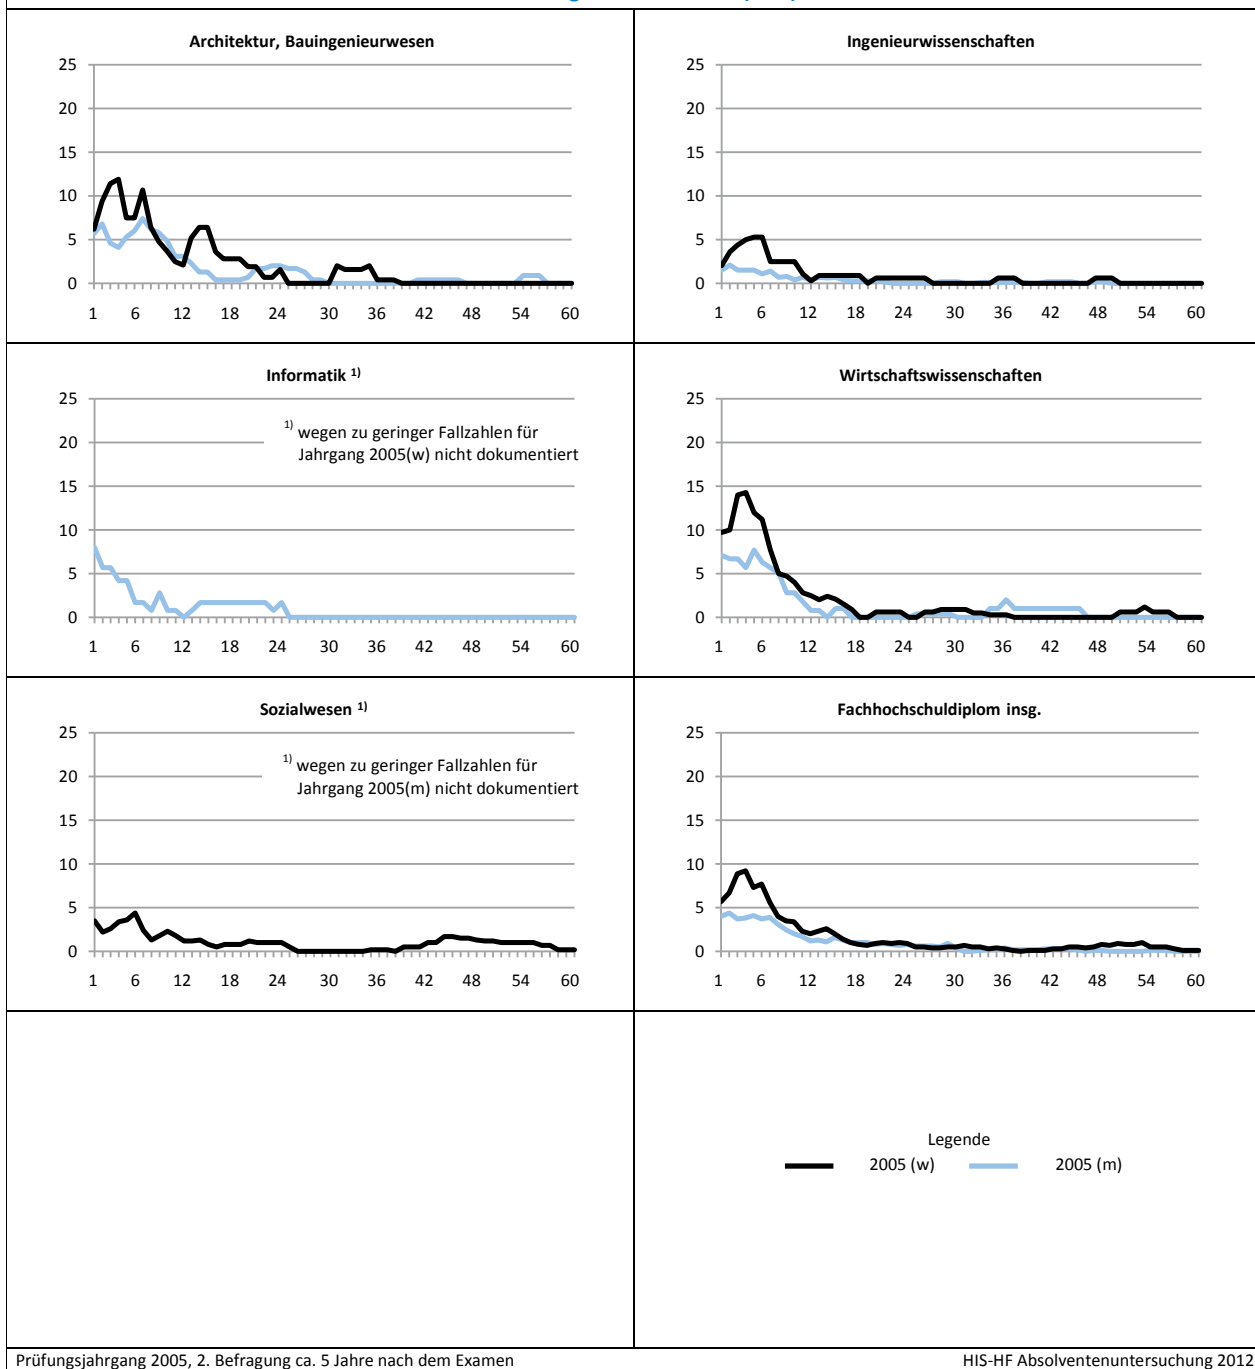 Architektur, Bauingenieurwesen
25
20
15
10
5
0
1 6 12 18 24 30 36 42 48 54 60
Ingenieurwissenschaften
25
20
15
10
5
0
1 6 12 18 24 30 36 42 48 54 60
Informatik 1)
1) wegen zu geringer Fallzahlen für
Jahrgang 2005(w) nicht dokumentiert
25
20
15
10
5
0
1 6 12 18 24 30 36 42 48 54 60
Wirtschaftswissenschaften
25
20
15
10
5
0
1 6 12 18 24 30 36 42 48 54 60
Sozialwesen 1)
1) wegen zu geringer Fallzahlen für
Jahrgang 2005(m) nicht dokumentiert
25
20
15
10
5
0
1 6 12 18 24 30 36 42 48 54 60
Fachhochschuldiplom insg.
25
20
15
10
5
0
1 6 12 18 24 30 36 42 48 54 60
Legende
2005 (w) 2005 (m)
Prüfungsjahrgang 2005, 2. Befragung ca. 5 Jahre nach dem Examen HIS-HF Absolventenuntersuchung 2012